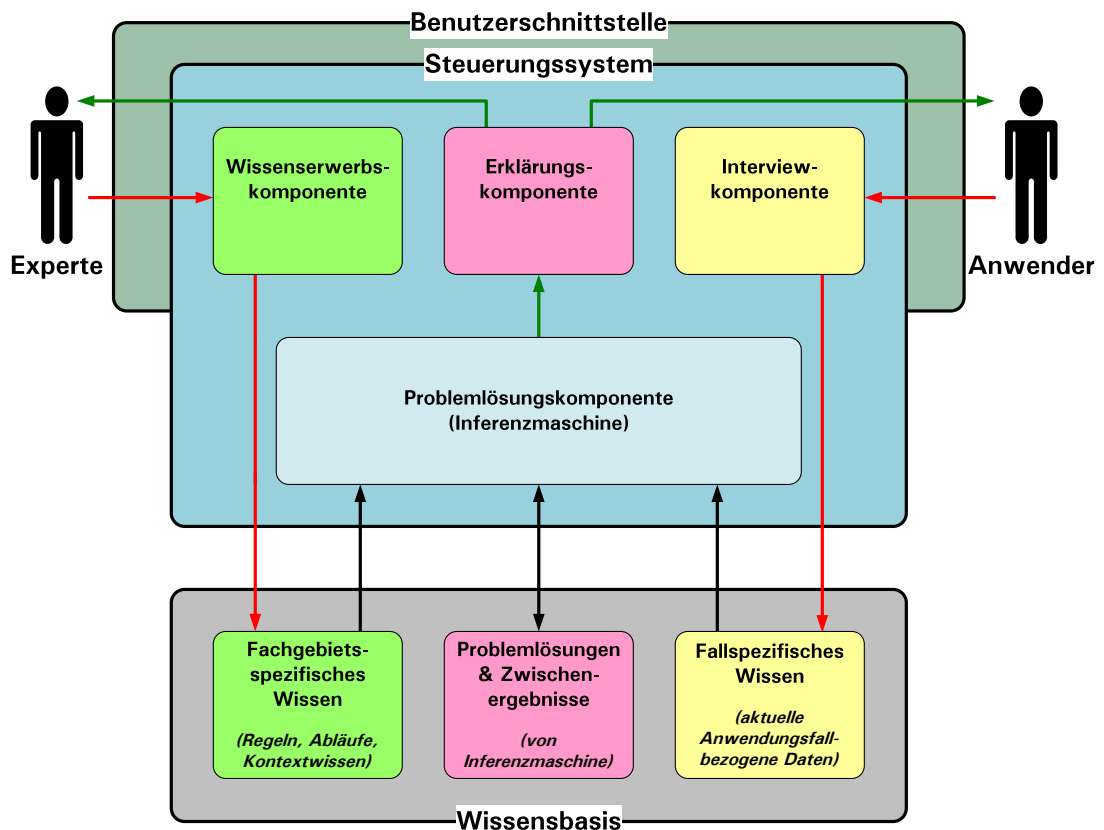 Benutzerschnittstelle
Steuerungssystem
Wissenserwerbs-
komponente
Erklärungs-
komponente
Interview-
komponente
Experte
Anwender
Problemlösungskomponente
(Inferenzmaschine)
Fachgebiets-
spezifisches
Wissen
(Regeln, Abläufe,
Kontextwissen)
Problemlösungen
& Zwischen-
ergebnisse
(von
Inferenzmaschine)
Fallspezifisches
Wissen
(aktuelle
Anwendungsfall-
bezogene Daten)
Wissensbasis